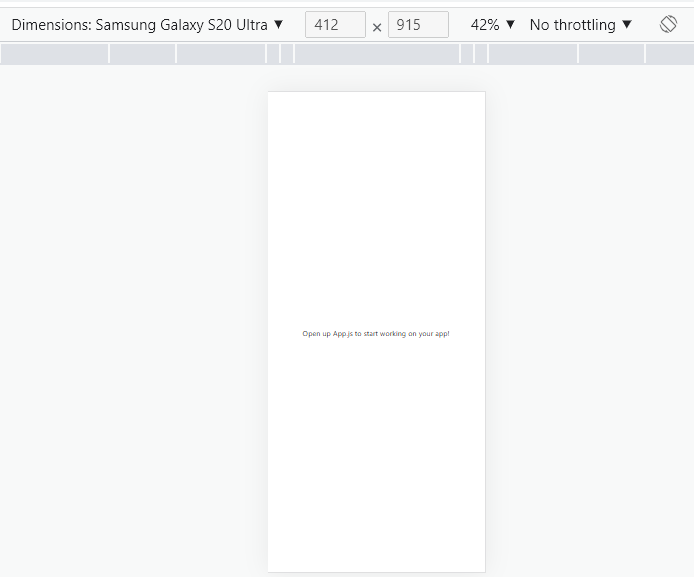 Dimensions: Samsung Galaxy S20 Ultra ▼ 412 × 915 42% ▼ No throttling ▼
Open up App.js to start working on your app!